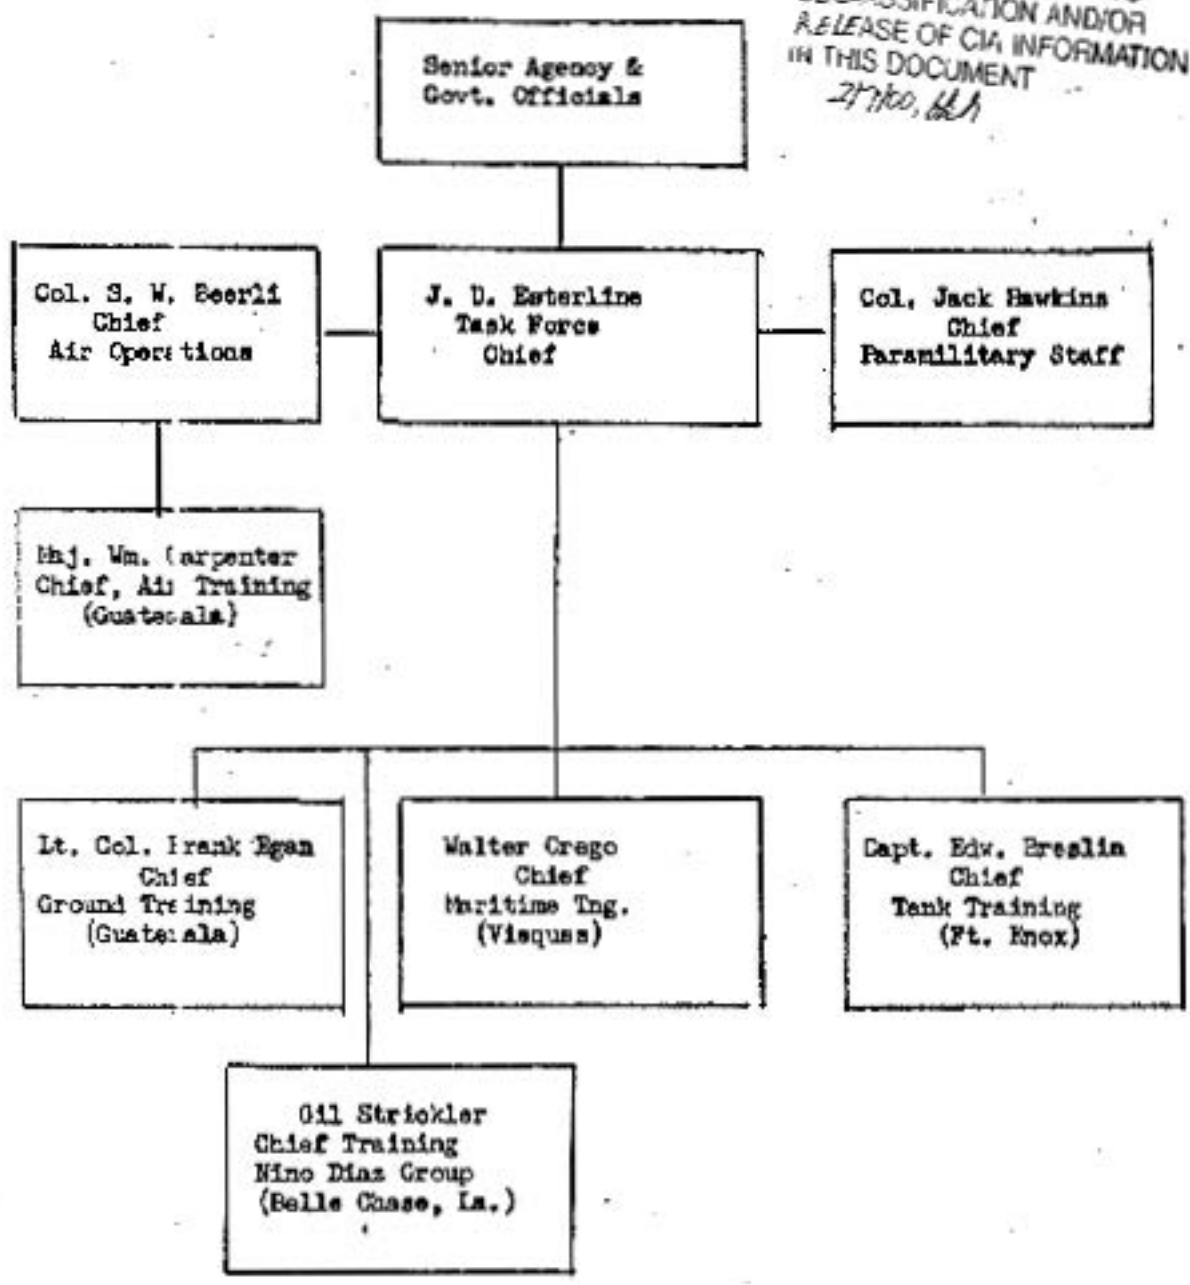 CLASSIFICATION AND/OR
RELEASE OF CIA INFORMATION
IN THIS DOCUMENT
Senior Agency &
Govt. Officials
Col. S. W. Beerli
Chief
Air Operations
J. D. Esterline
Task Force
Chief
Col. Jack Hawkins
Chief
Paramilitary Staff
Maj. Wm. Carpenter
Chief, Air Training
(Guatemala)
Lt. Col. Frank Egan
Chief
Ground Training
(Guatemala)
Walter Crego
Chief
Maritime Tng.
(Visques)
Capt. Edw. Breslin
Chief
Tank Training
(Ft. Knox)
Gil Strickler
Chief Training
Nino Diaz Group
(Belle Chase, La.)